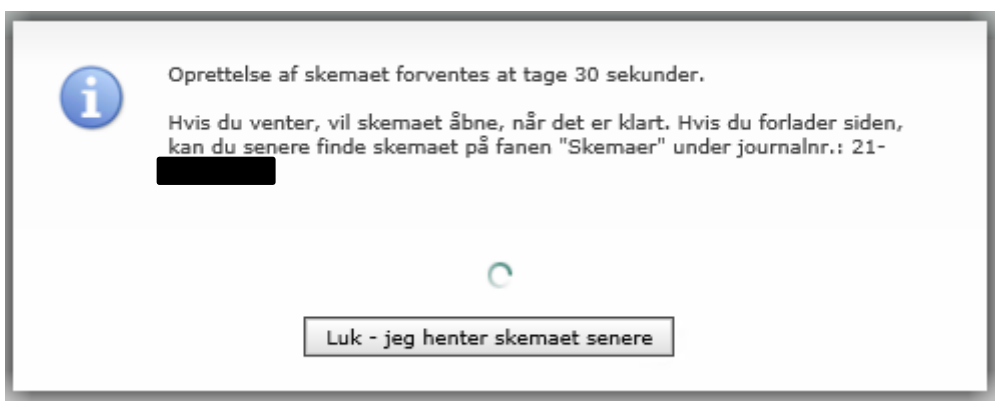 Oprettelse af skemaet forventes at tage 30 sekunder.
Hvis du venter, vil skemaet åbne, når det er klart. Hvis du forlader siden,
kan du senere finde skemaet på fanen "Skemaer" under journalnr.: 21-
Luk - jeg henter skemaet senere